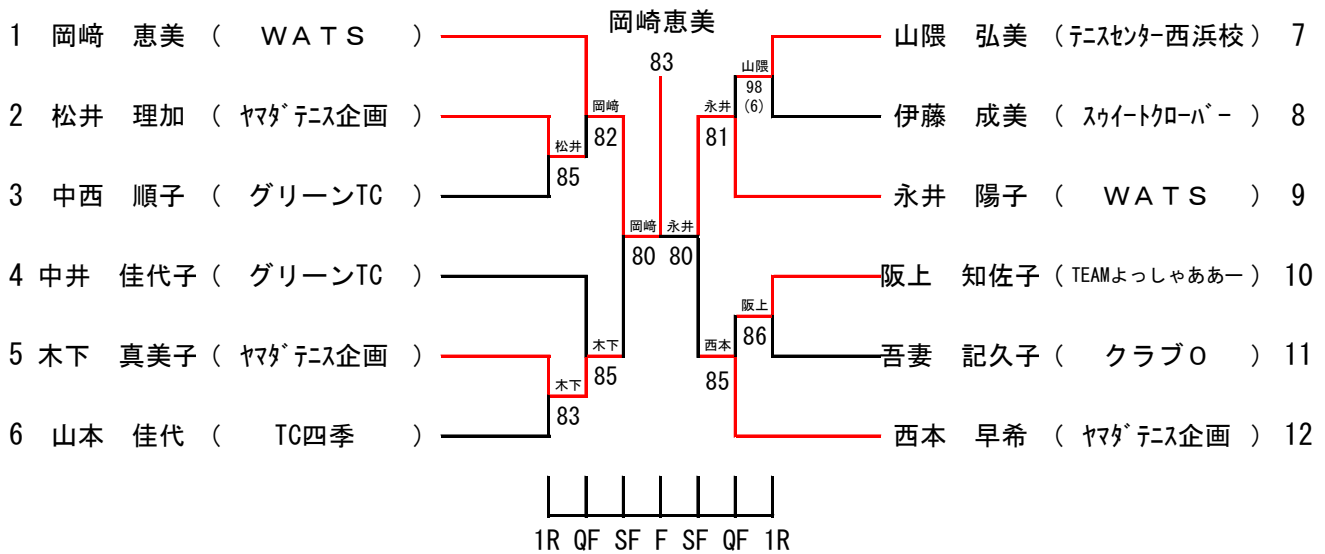 岡崎恵美
83
1 岡﨑 恵美 ( ＷＡＴＳ )
2 松井 理加 ( ﾔﾏﾀﾞﾃﾆｽ企画 )
3 中西 順子 ( グリーンTC )
4 中井 佳代子 ( グリーンTC )
5 木下 真美子 ( ﾔﾏﾀﾞﾃﾆｽ企画 )
6 山本 佳代 ( TC四季 )
松井
85
岡﨑
82
木下
83
木下
85
岡﨑
80
永井
80
永井
81
山隈
98
(6)
阪上
86
西本
85
山隈 弘美 (ﾃﾆｽｾﾝﾀｰ西浜校) 7
伊藤 成美 ( ｽｩｲｰﾄｸﾛｰﾊﾞｰ ) 8
永井 陽子 ( ＷＡＴＳ ) 9
阪上 知佐子 ( TEAMよっしゃああー ) 10
吾妻 記久子 ( クラブＯ ) 11
西本 早希 ( ﾔﾏﾀﾞﾃﾆｽ企画 ) 12
1R QF SF F SF QF 1R